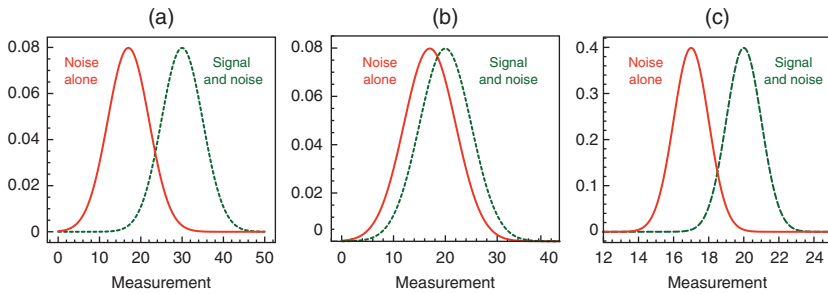 (a)
0.08
0.06
0.04
0.02
0
Noise
alone
Signal
and noise
0 10 20 30 40 50
Measurement
(b)
0.08
0.06
0.04
0.02
0
Noise
alone
Signal
and noise
0 10 20 30 40
Measurement
(c)
0.4
0.3
0.2
0.1
0
Noise
alone
Signal
and noise
12 14 16 18 20 22 24
Measurement